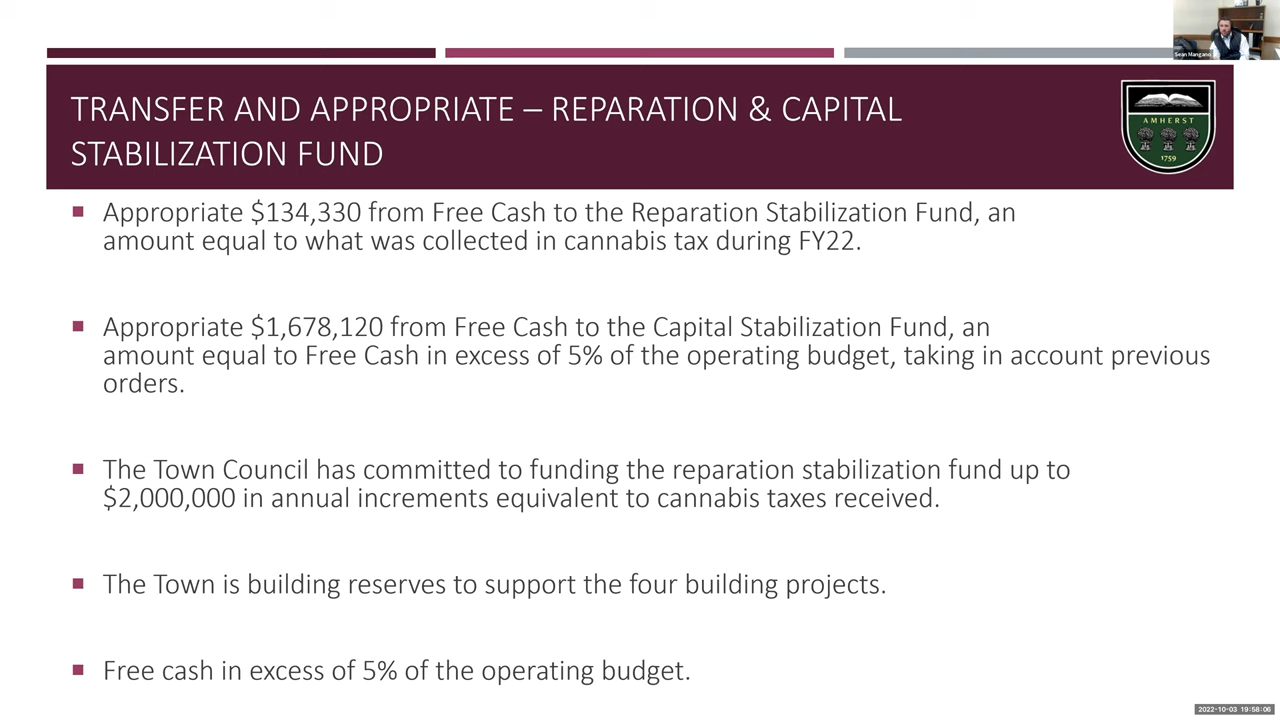 Sean Mangano
TRANSFER AND APPROPRIATE – REPARATION & CAPITAL
STABILIZATION FUND
AMHERST
1759
Appropriate $134,330 from Free Cash to the Reparation Stabilization Fund, an
amount equal to what was collected in cannabis tax during FY22.
Appropriate $1,678,120 from Free Cash to the Capital Stabilization Fund, an
amount equal to Free Cash in excess of 5% of the operating budget, taking in account previous
orders.
The Town Council has committed to funding the reparation stabilization fund up to
$2,000,000 in annual increments equivalent to cannabis taxes received.
The Town is building reserves to support the four building projects.
Free cash in excess of 5% of the operating budget.
2022-10-03 19:58:06